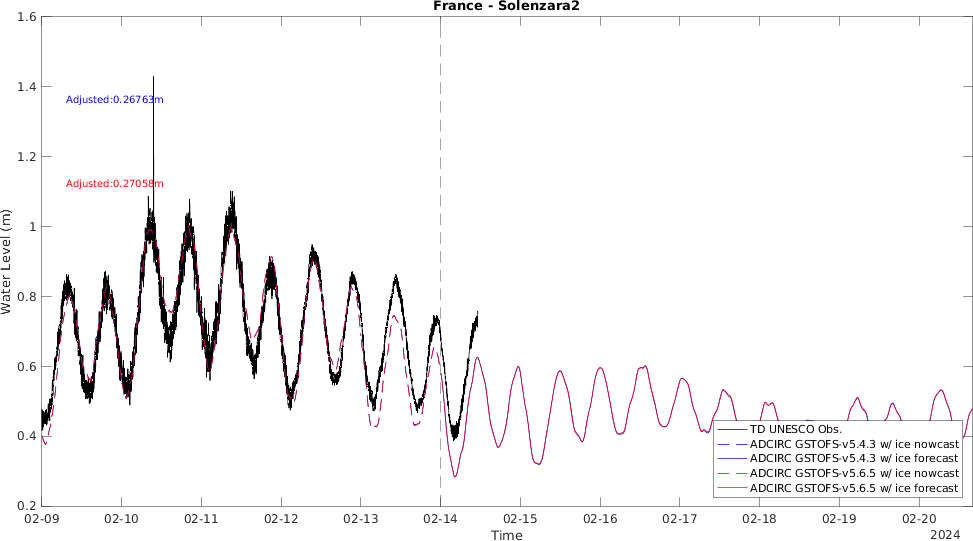 France - Solenzara2
1.6
1.4
1.2
1
0.8
0.6
0.4
0.2
Water Level (m)
Adjusted:0.26763m
Adjusted:0.27058m
TD UNESCO Obs.
ADCIRC GSTOFS-v5.4.3 w/ ice nowcast
ADCIRC GSTOFS-v5.4.3 w/ ice forecast
ADCIRC GSTOFS-v5.6.5 w/ ice nowcast
ADCIRC GSTOFS-v5.6.5 w/ ice forecast
02-09 02-10 02-11 02-12 02-13 02-14 02-15 02-16 02-17 02-18 02-19 02-20
Time
2024